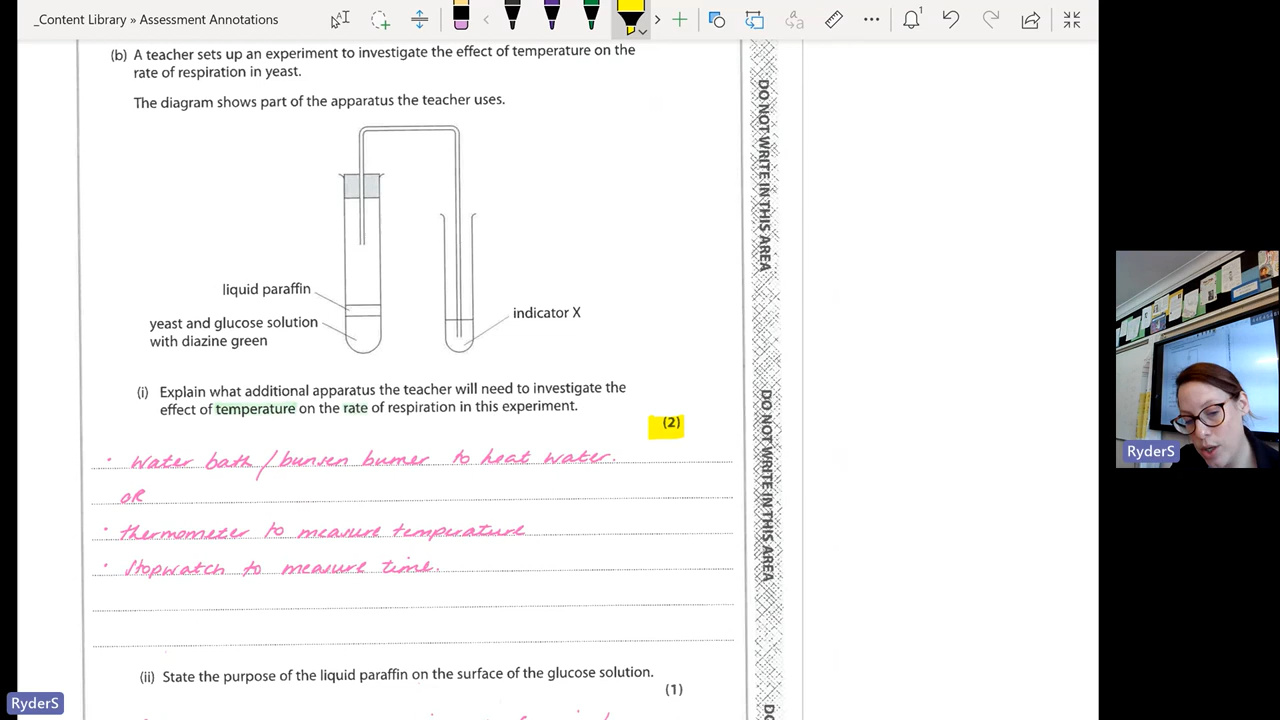 _Content Library » Assessment Annotations
(b) A teacher sets up an experiment to investigate the effect of temperature on the
rate of respiration in yeast.
The diagram shows part of the apparatus the teacher uses.
liquid paraffin
yeast and glucose solution
with diazine green
indicator X
(i) Explain what additional apparatus the teacher will need to investigate the
effect of temperature on the rate of respiration in this experiment.
(2)
· Water bath / bunsen burner to heat water.
OR
· thermometer to measure temperature
· Stopwatch to measure time.
(ii) State the purpose of the liquid paraffin on the surface of the glucose solution.
(1)
DO NOT WRITE IN THIS AREA
DO NOT WRITE IN THIS AREA
DO
RyderS
RyderS